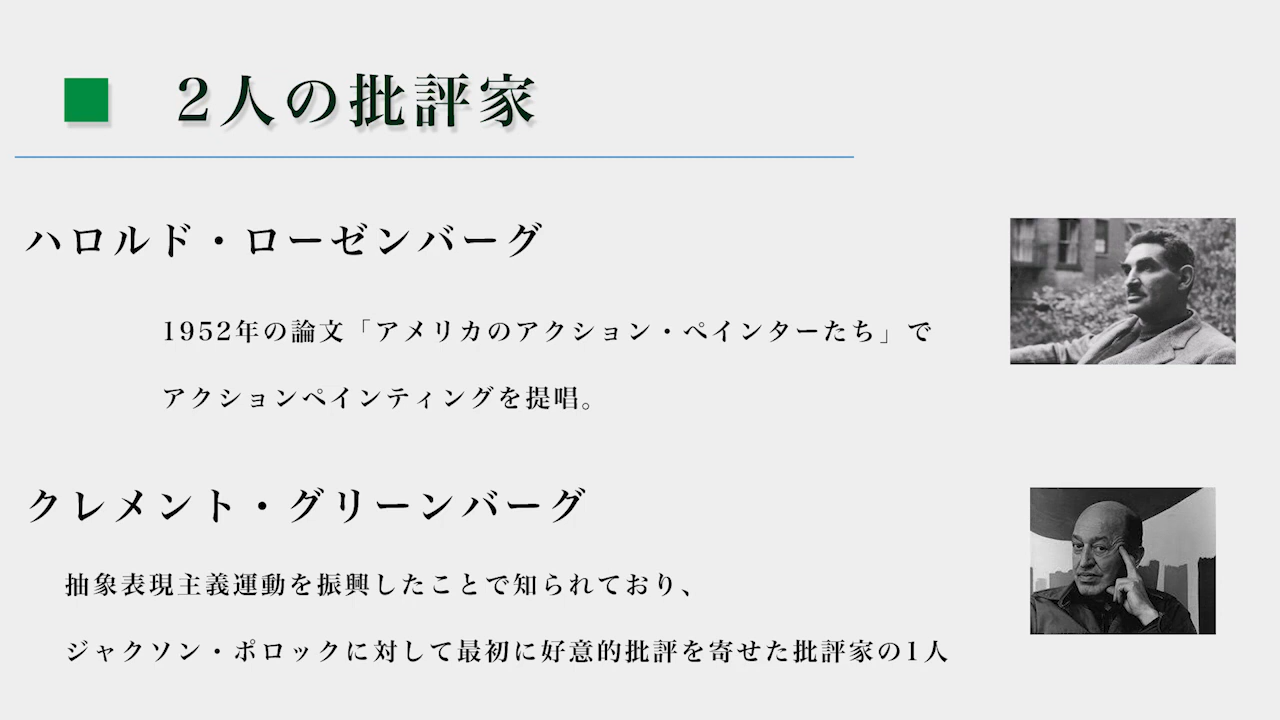 2人の批評家
ハロルド・ローゼンバーグ
1952年の論文「アメリカのアクション・ペインターたち」で
アクションペインティングを提唱。
クレメント・グリーンバーグ
抽象表現主義運動を振興したことで知られており、
ジャクソン・ポロックに対して最初に好意的批評を寄せた批評家の1人